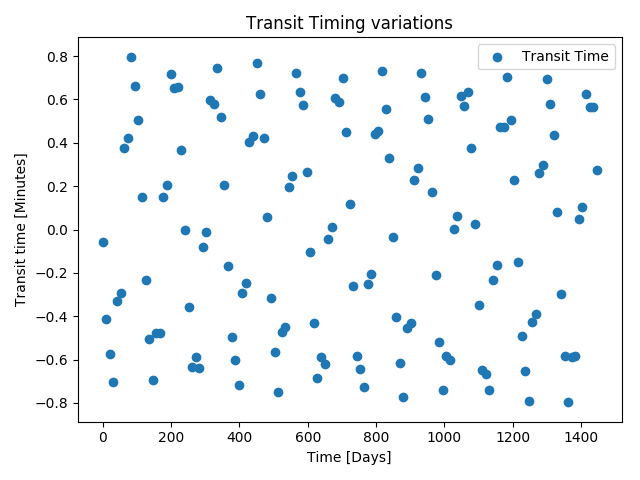 Transit Timing variations
Transit Time
Transit time [Minutes]
0.8
0.6
0.4
0.2
0.0
−0.2
−0.4
−0.6
−0.8
0 200 400 600 800 1000 1200 1400
Time [Days]